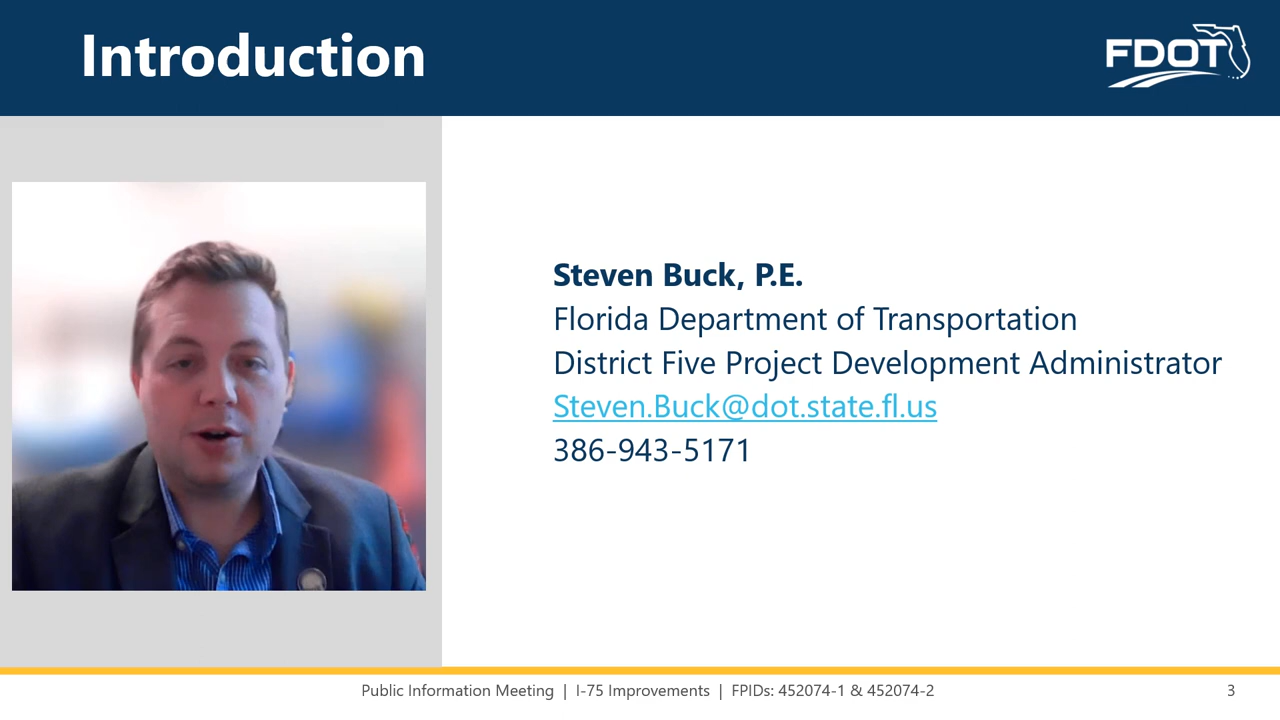 Introduction
FDOT
Steven Buck, P.E.
Florida Department of Transportation
District Five Project Development Administrator
Steven.Buck@dot.state.fl.us
386-943-5171
Public Information Meeting | I-75 Improvements | FPIDs: 452074-1 & 452074-2
3